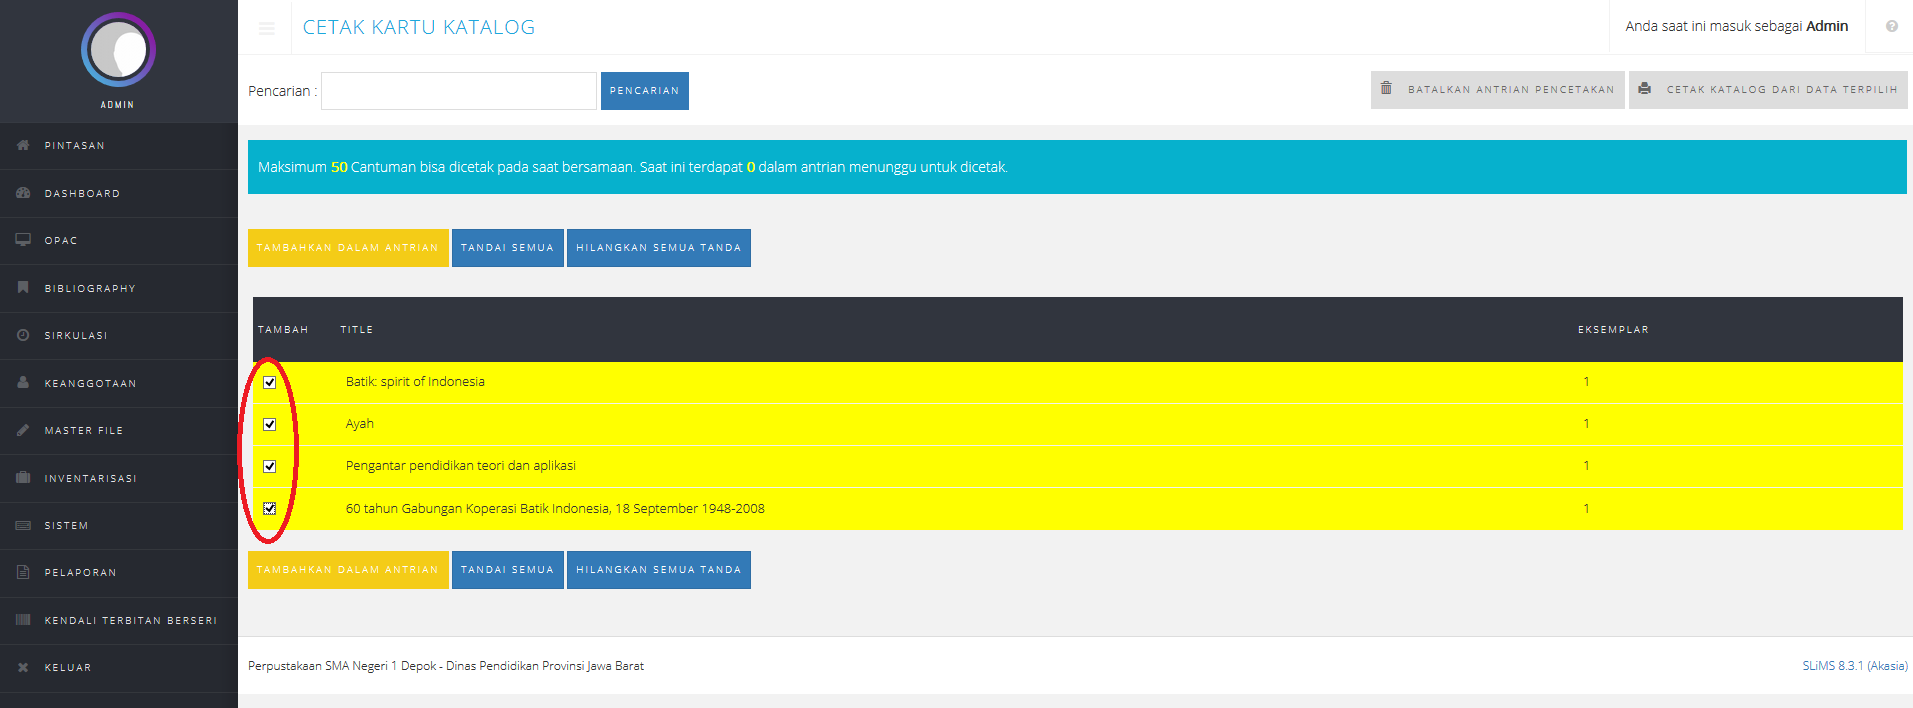 ADMIN
PINTASAN
DASHBOARD
OPAC
BIBLIOGRAPHY
SIRKULASI
KEANGGOTAAN
MASTER FILE
INVENTARISASI
SISTEM
PELAPORAN
KENDALI TERBITAN BERSERI
KELUAR
CETAK KARTU KATALOG
Anda saat ini masuk sebagai Admin
Pencarian : PENCARIAN
BATALKAN ANTRIAN PENCETAKAN CETAK KATALOG DARI DATA TERPILIH
Maksimum 50 Cantuman bisa dicetak pada saat bersamaan. Saat ini terdapat 0 dalam antrian menunggu untuk dicetak.
TAMBAHKAN DALAM ANTRIAN TANDAI SEMUA HILANGKAN SEMUA TANDA
TAMBAH TITLE EKSEMPLAR
Batik: spirit of Indonesia 1
Ayah 1
Pengantar pendidikan teori dan aplikasi 1
60 tahun Gabungan Koperasi Batik Indonesia, 18 September 1948-2008 1
TAMBAHKAN DALAM ANTRIAN TANDAI SEMUA HILANGKAN SEMUA TANDA
Perpustakaan SMA Negeri 1 Depok - Dinas Pendidikan Provinsi Jawa Barat
SLiMS 8.3.1 (Akasia)